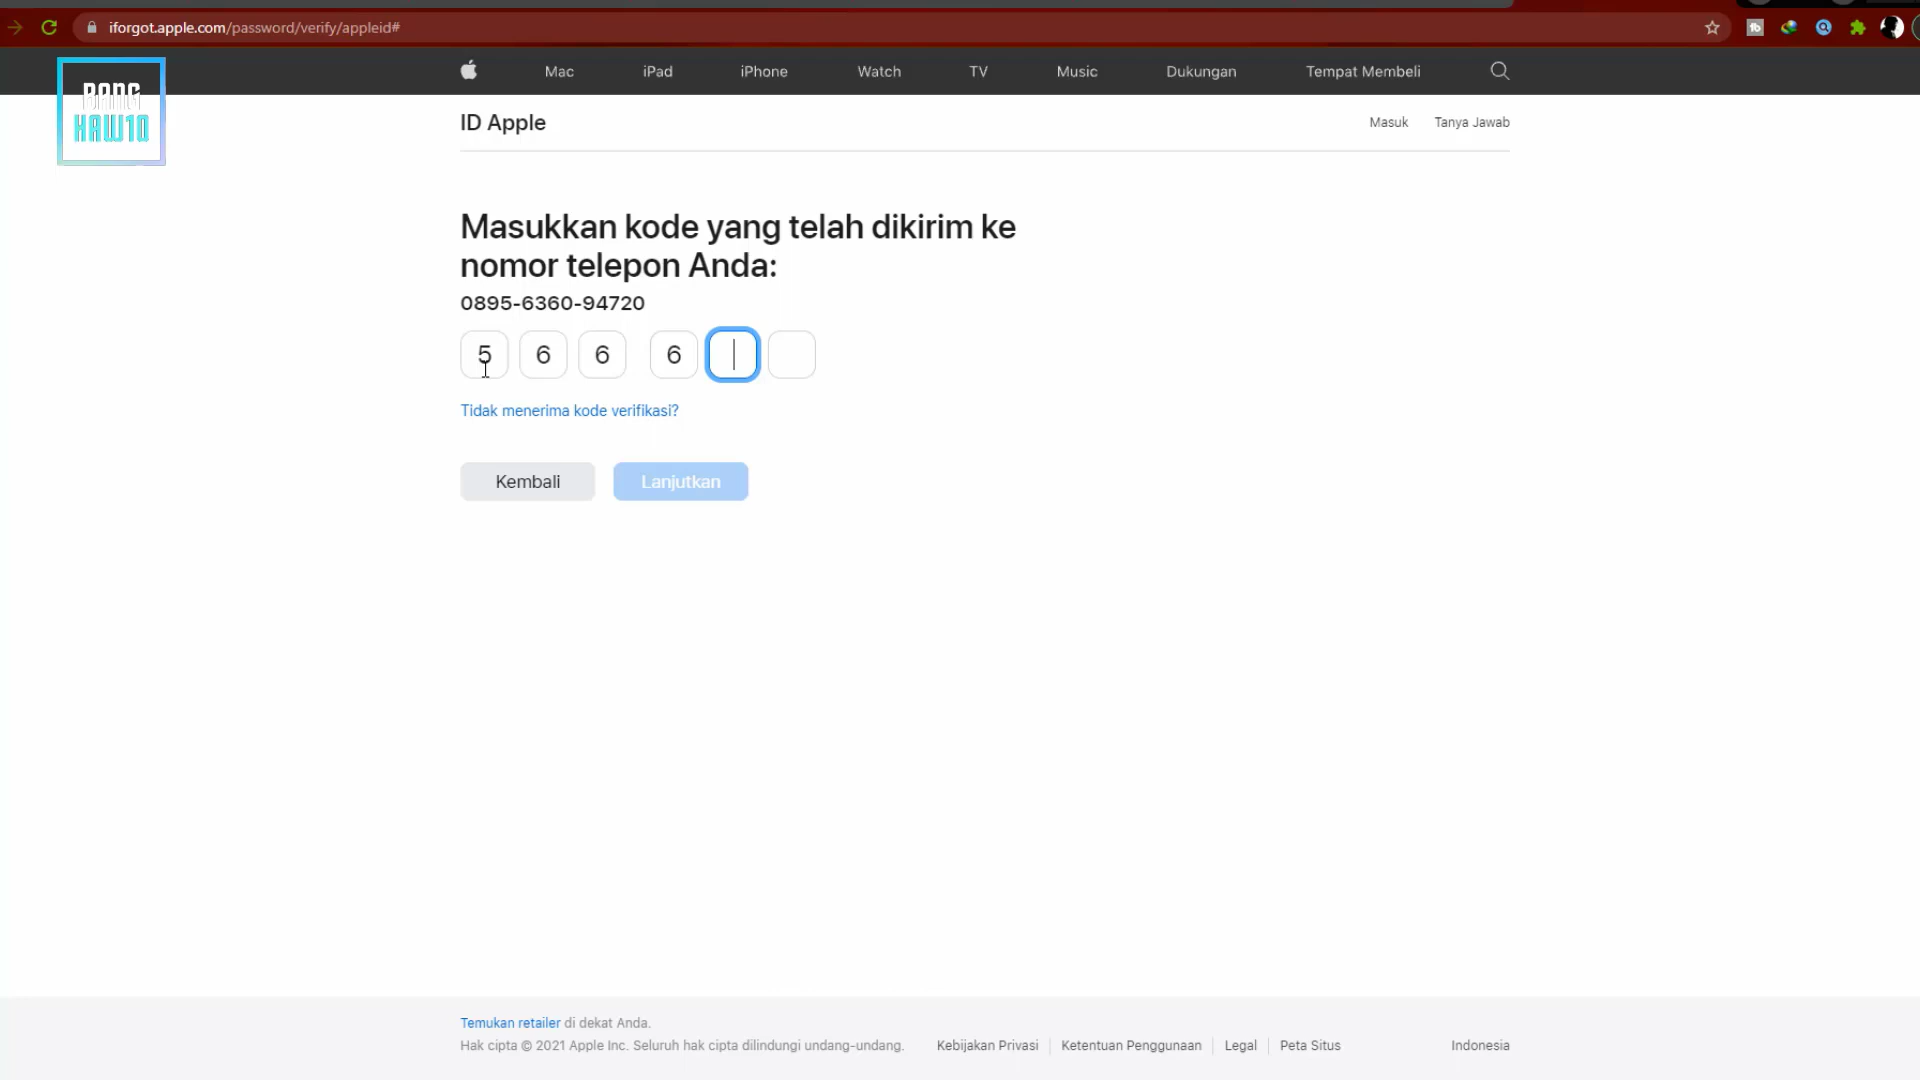 iforgot.apple.com/password/verify/appleid#
BANG
HAW10
Mac iPad iPhone Watch TV Music Dukungan Tempat Membeli
ID Apple
Masuk Tanya Jawab
Masukkan kode yang telah dikirim ke
nomor telepon Anda:
0895-6360-94720
5 6 6 6
Tidak menerima kode verifikasi?
Kembali Lanjutkan
Temukan retailer di dekat Anda.
Hak cipta © 2021 Apple Inc. Seluruh hak cipta dilindungi undang-undang. Kebijakan Privasi Ketentuan Penggunaan Legal Peta Situs Indonesia